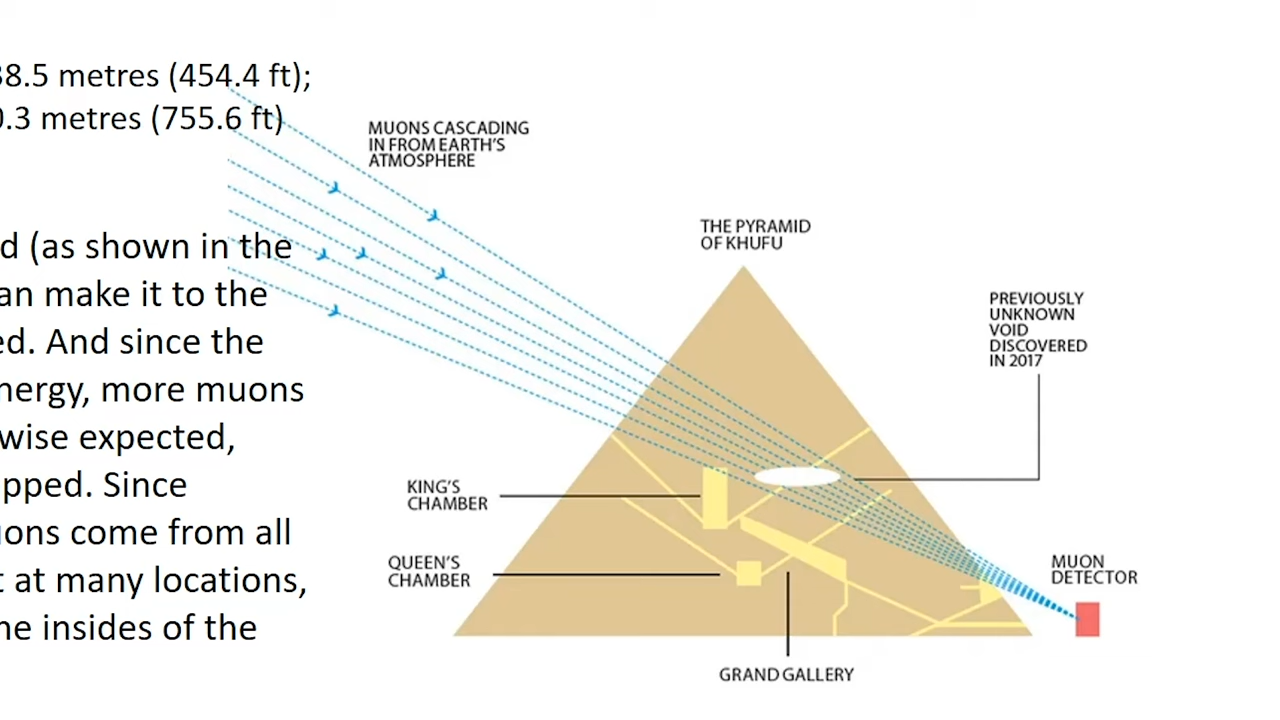 8.5 metres (454.4 ft);
.3 metres (755.6 ft)
d (as shown in the
an make it to the
ed. And since the
nergy, more muons
wise expected,
pped. Since
ons come from all
t at many locations,
he insides of the
MUONS CASCADING
IN FROM EARTH'S
ATMOSPHERE
THE PYRAMID
OF KHUFU
PREVIOUSLY
UNKNOWN
VOID
DISCOVERED
IN 2017
KING'S
CHAMBER
QUEEN'S
CHAMBER
MUON
DETECTOR
GRAND GALLERY